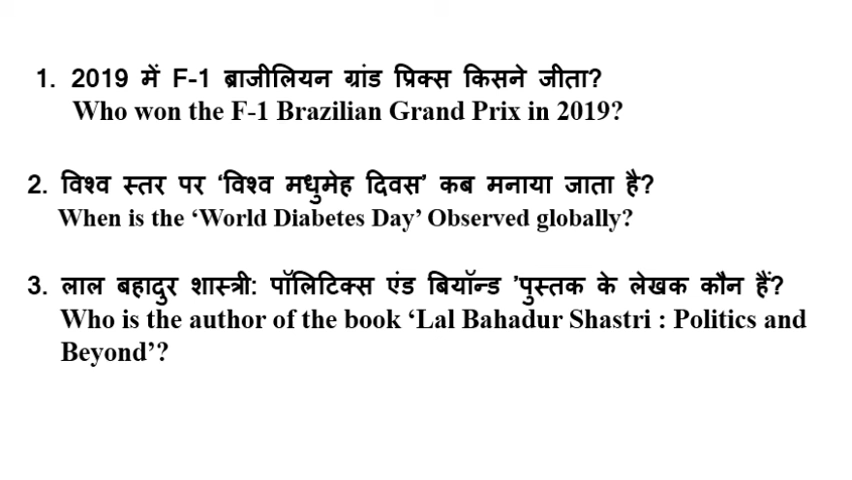 1. 2019 में F-1 ब्राजीलियन ग्रांड प्रिक्स किसने जीता?
Who won the F-1 Brazilian Grand Prix in 2019?
2. विश्व स्तर पर ‘विश्व मधुमेह दिवस’ कब मनाया जाता है?
When is the ‘World Diabetes Day’ Observed globally?
3. लाल बहादुर शास्त्री: पॉलिटिक्स एंड बियॉन्ड ’पुस्तक के लेखक कौन हैं?
Who is the author of the book ‘Lal Bahadur Shastri : Politics and
Beyond’?